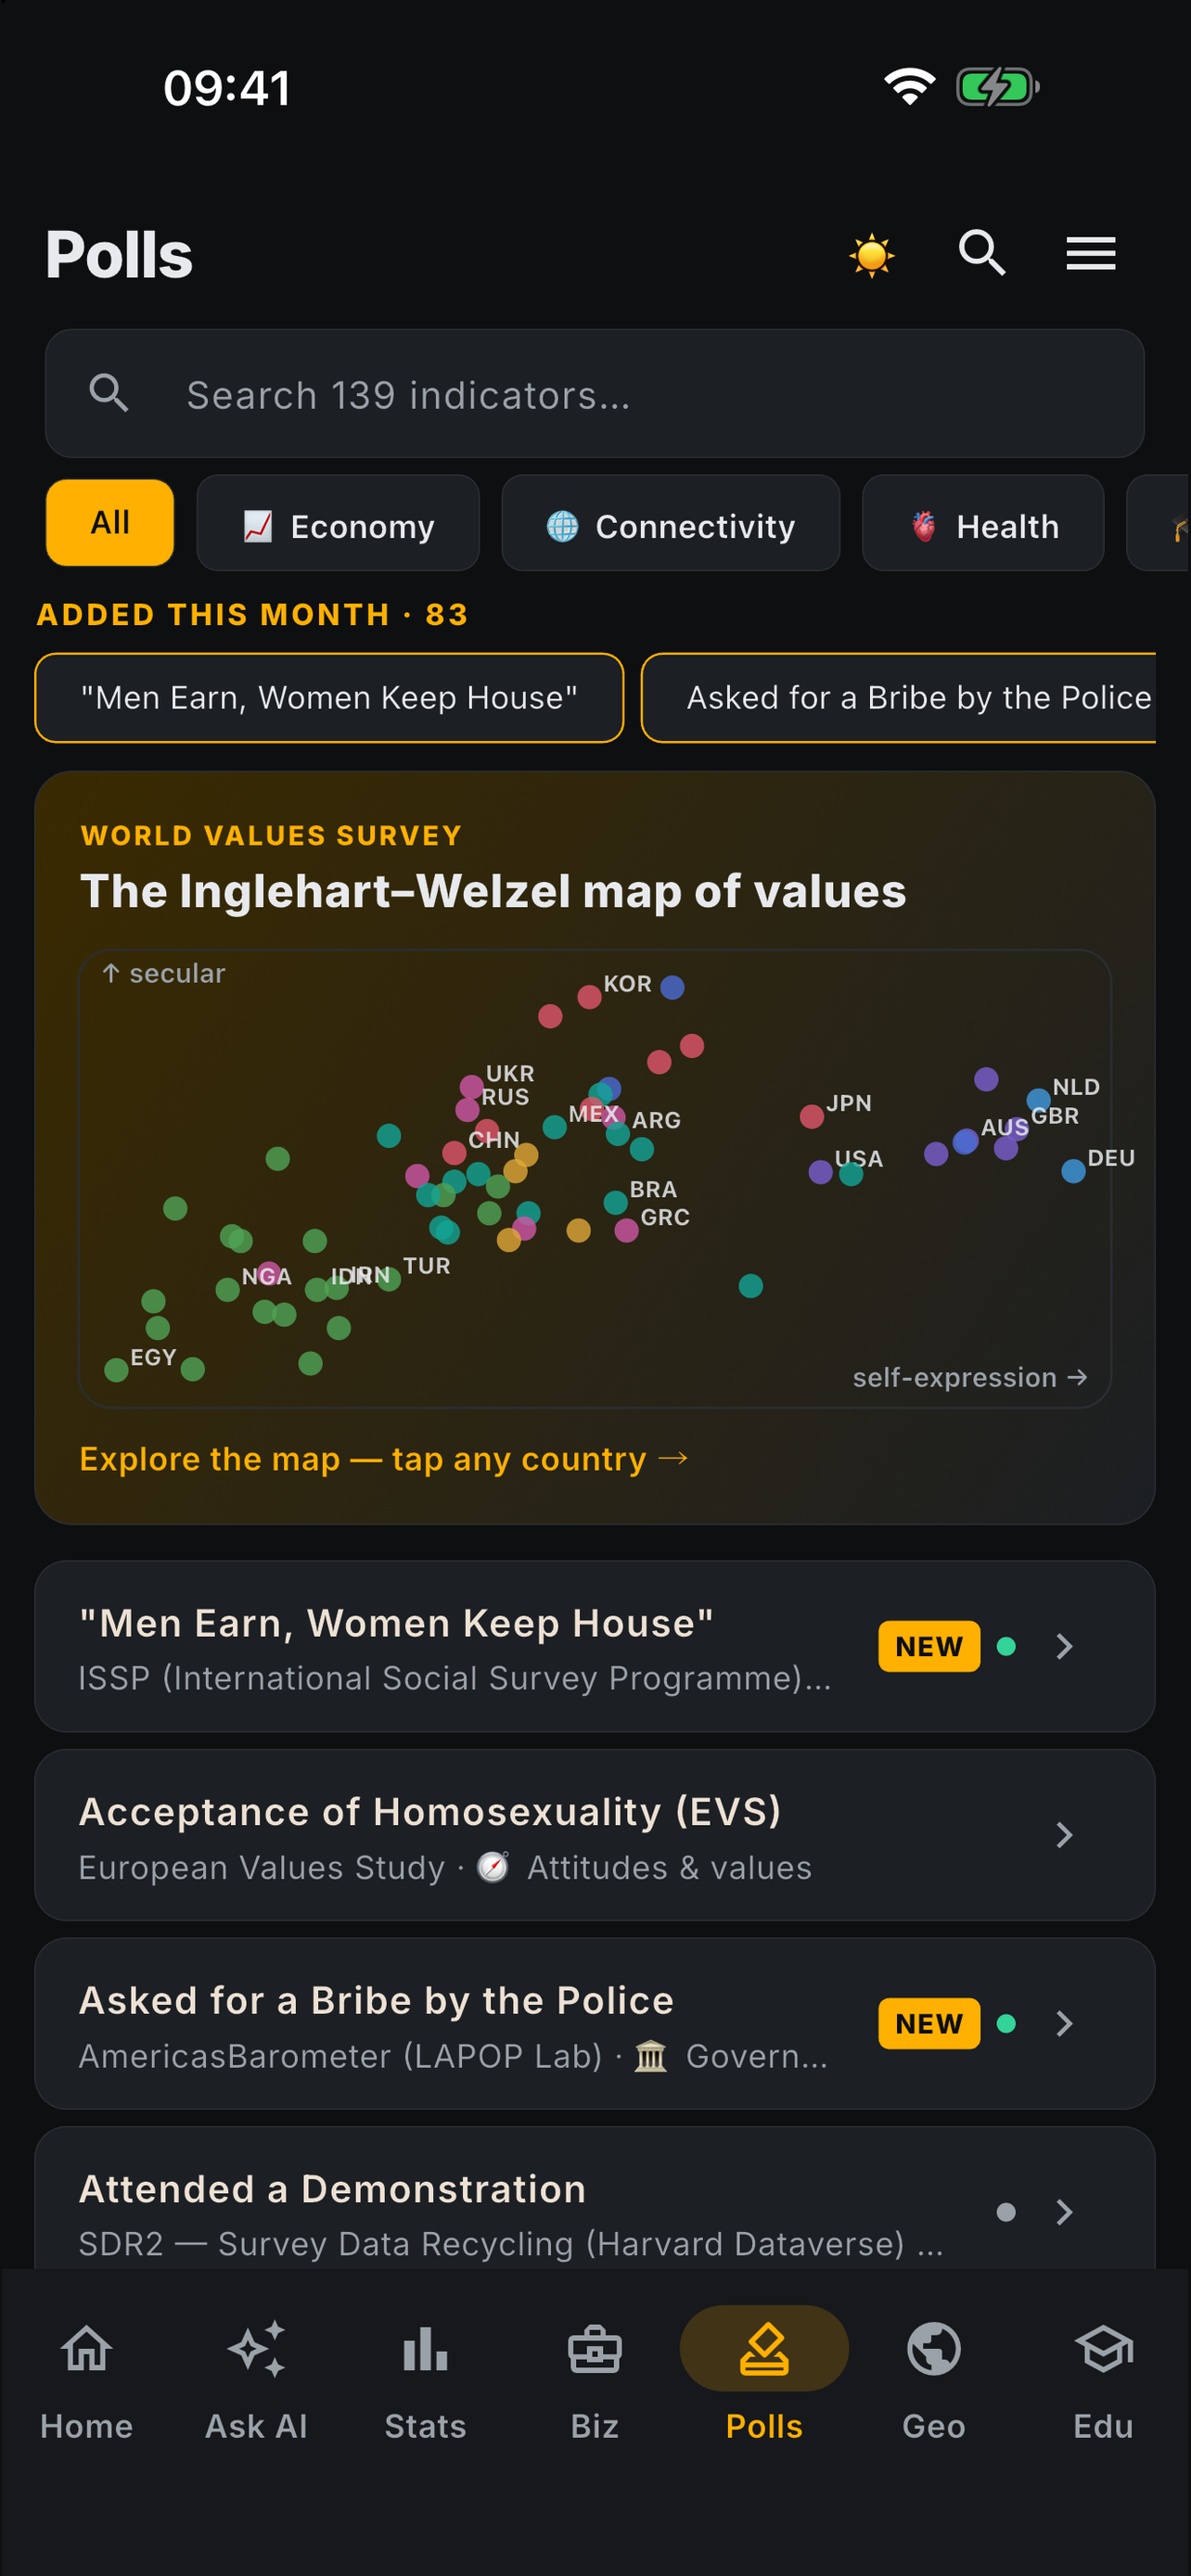 09:41
Polls
Search 139 indicators...
All
Economy
Connectivity
Health
ADDED THIS MONTH · 83
"Men Earn, Women Keep House"
Asked for a Bribe by the Police
WORLD VALUES SURVEY
The Inglehart–Welzel map of values
↑ secular
KOR
UKR
RUS
NLD
JPN
MEX
ARG
GBR
AUS
CHN
USA
DEU
BRA
GRC
TUR
NGA
IDN
IRN
EGY
self-expression →
Explore the map — tap any country →
"Men Earn, Women Keep House"
NEW
ISSP (International Social Survey Programme)...
Acceptance of Homosexuality (EVS)
European Values Study · Attitudes & values
Asked for a Bribe by the Police
NEW
AmericasBarometer (LAPOP Lab) · Govern...
Attended a Demonstration
SDR2 — Survey Data Recycling (Harvard Dataverse) ...
Home
Ask AI
Stats
Biz
Polls
Geo
Edu